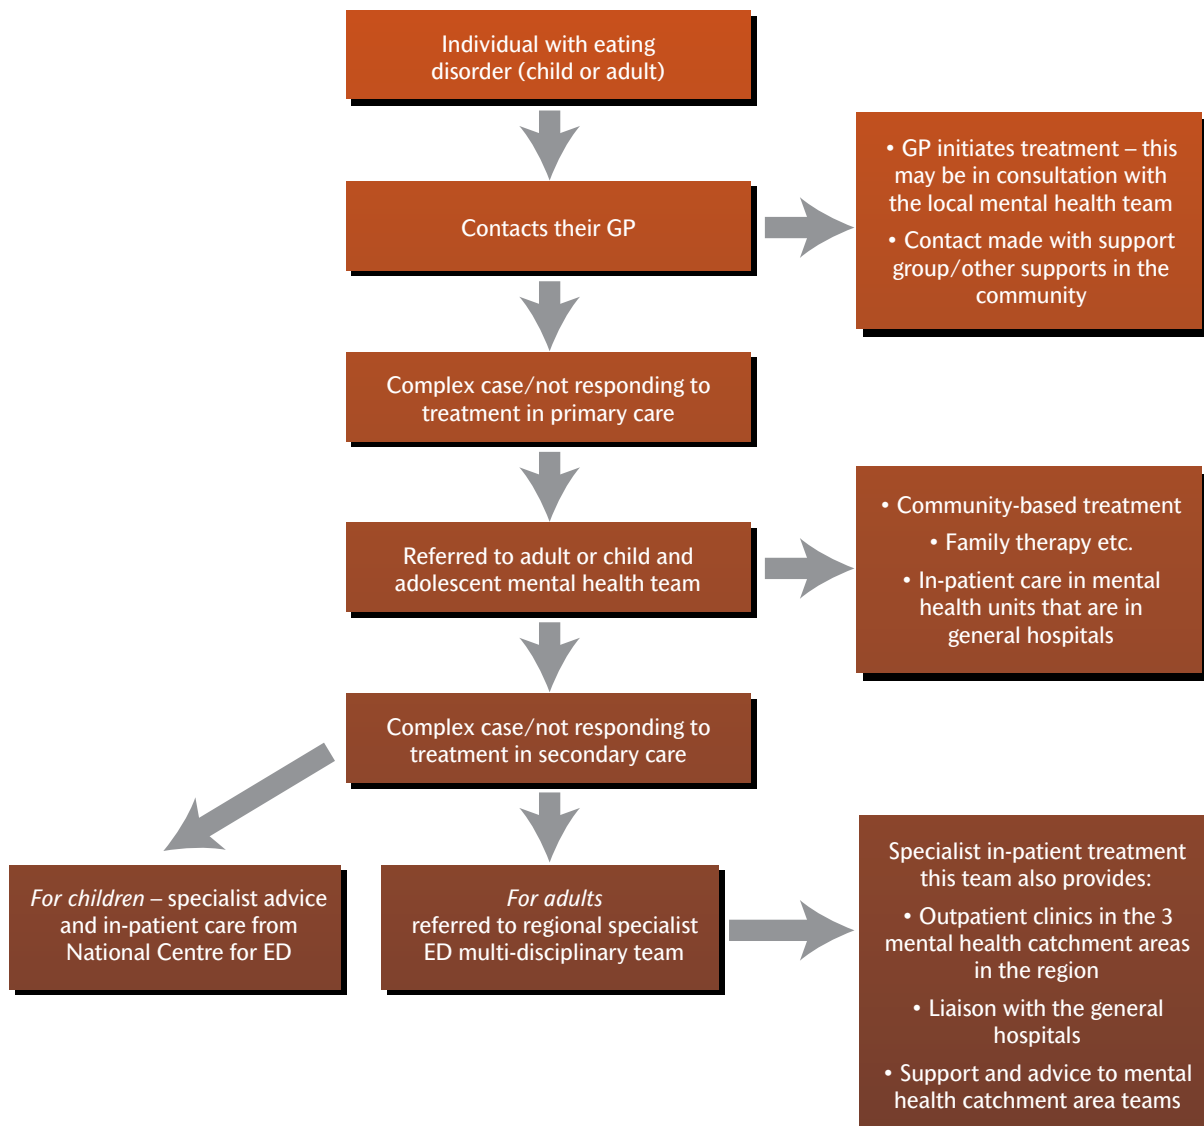 Individual with eating
disorder (child or adult)
Contacts their GP
• GP initiates treatment – this
may be in consultation with
the local mental health team
• Contact made with support
group/other supports in the
community
Complex case/not responding to
treatment in primary care
Referred to adult or child and
adolescent mental health team
• Community-based treatment
• Family therapy etc.
• In-patient care in mental
health units that are in
general hospitals
Complex case/not responding to
treatment in secondary care
For children – specialist advice
and in-patient care from
National Centre for ED
For adults
referred to regional specialist
ED multi-disciplinary team
Specialist in-patient treatment
this team also provides:
• Outpatient clinics in the 3
mental health catchment areas
in the region
• Liaison with the general
hospitals
• Support and advice to mental
health catchment area teams